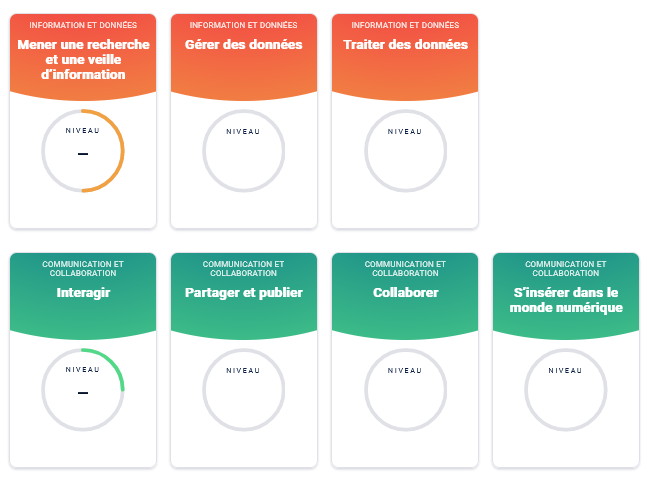 INFORMATION ET DONNÉES
Mener une recherche
et une veille
d'information
NIVEAU
–
INFORMATION ET DONNÉES
Gérer des données
NIVEAU
INFORMATION ET DONNÉES
Traiter des données
NIVEAU
COMMUNICATION ET
COLLABORATION
Interagir
NIVEAU
–
COMMUNICATION ET
COLLABORATION
Partager et publier
NIVEAU
COMMUNICATION ET
COLLABORATION
Collaborer
NIVEAU
COMMUNICATION ET
COLLABORATION
S'insérer dans le
monde numérique
NIVEAU